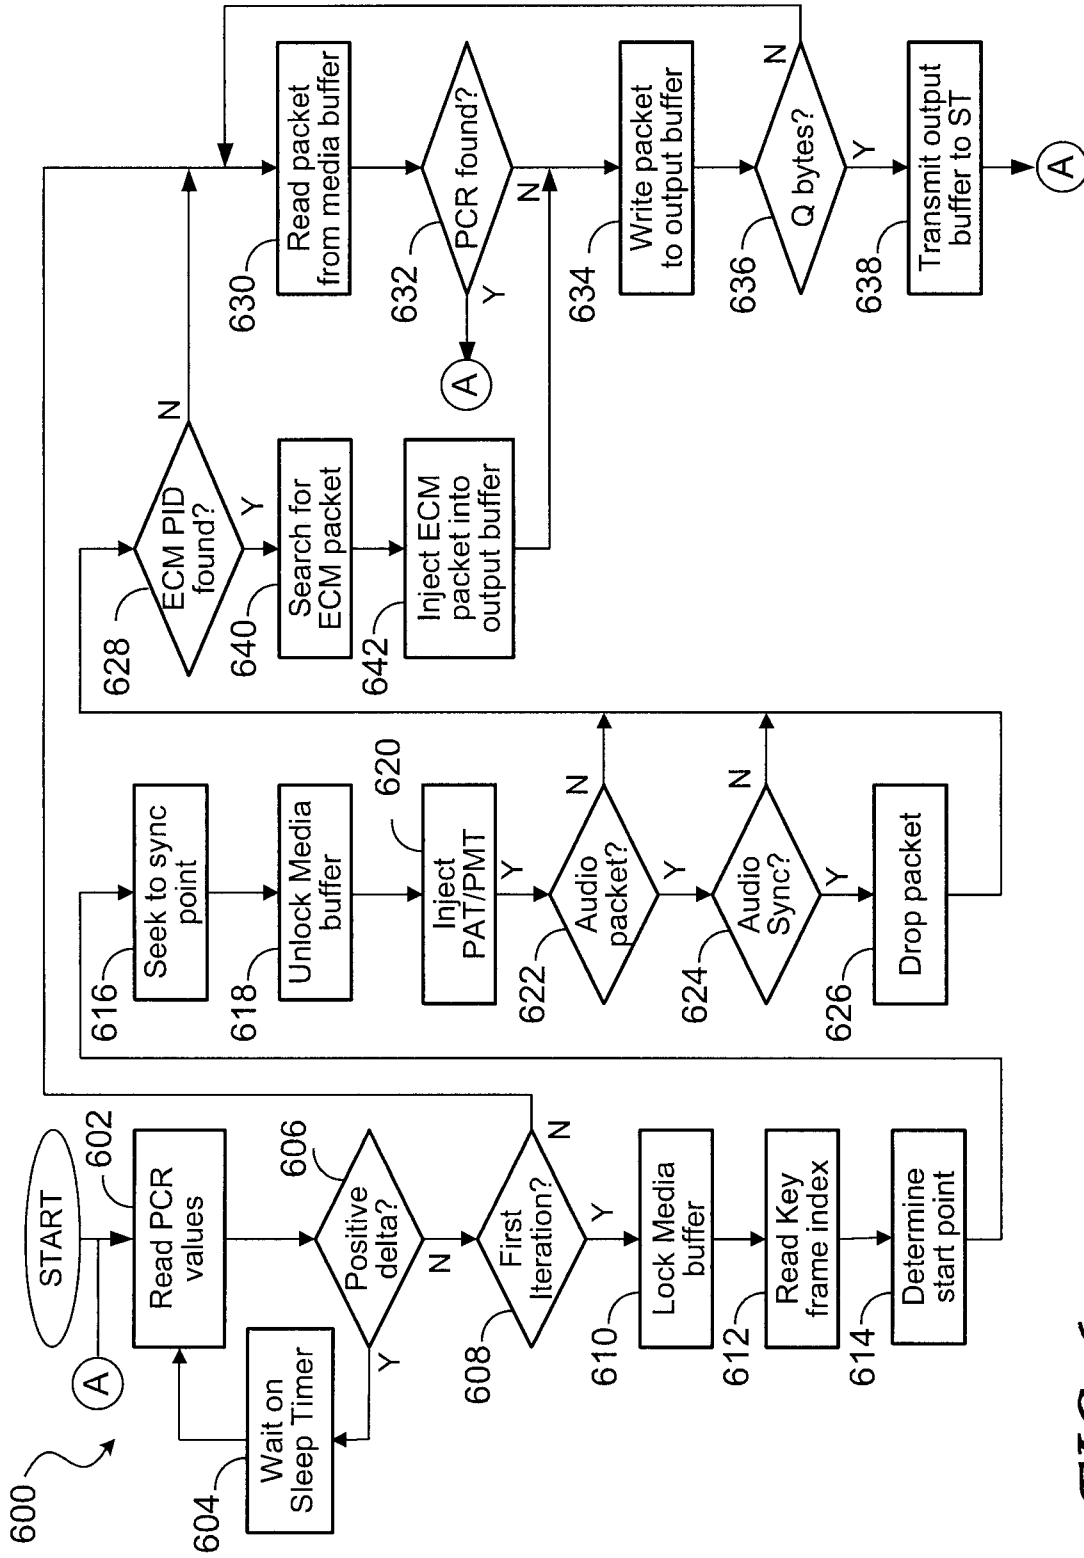 600
START
A
602
Read PCR
values
604
Wait on
Sleep Timer
606
Positive
delta?
Y
N
608
First
Iteration?
N
Y
610
Lock Media
buffer
612
Read Key
frame index
614
Determine
start point
616
Seek to sync
point
618
Unlock Media
buffer
620
Inject
PAT/PMT
Y
622
Audio
packet?
N
Y
624
Audio
Sync?
N
Y
626
Drop packet
628
ECM PID
found?
N
Y
640
Search for
ECM packet
642
Inject ECM
packet into
output buffer
630
Read packet
from media buffer
632
PCR found?
Y
A
N
634
Write packet
to output buffer
636
Q bytes?
N
Y
638
Transmit output
buffer to ST
A